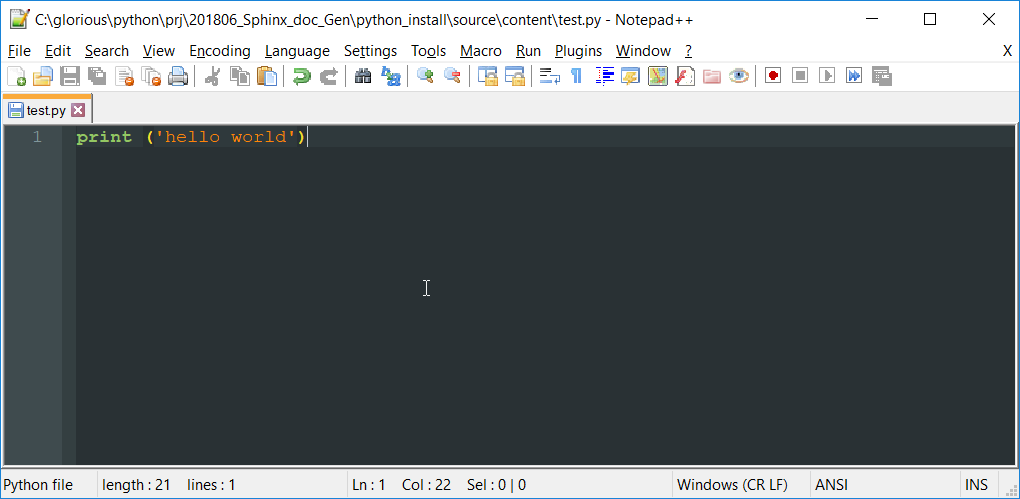 C:\glorious\python\prj\201806_Sphinx_doc_Gen\python_install\source\content\test.py - Notepad++
File Edit Search View Encoding Language Settings Tools Macro Run Plugins Window ? X
test.py
1 print ('hello world')
Python file length : 21 lines : 1 Ln : 1 Col : 22 Sel : 0 | 0 Windows (CR LF) ANSI INS